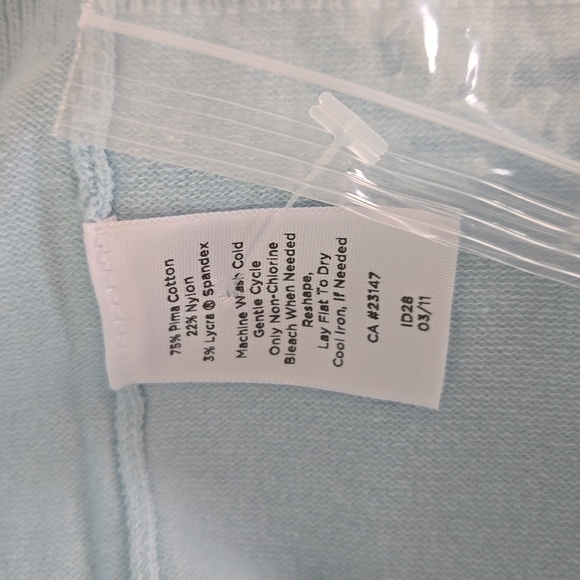 75% Pima Cotton
22% Nylon
3% Lycra ® Spandex
Machine Wash Cold
Gentle Cycle
Only Non-Chlorine
Bleach When Needed
Reshape,
Lay Flat To Dry
Cool Iron, If Needed
CA #23147
ID28
03/11